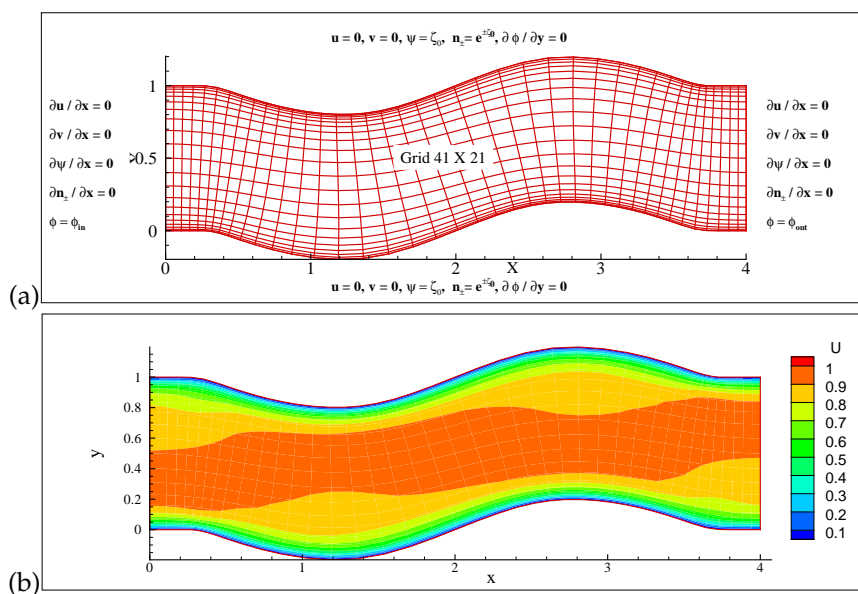 u = 0, v = 0, ψ = ζ₀, n± = e^±ζ₀, ∂ϕ / ∂y = 0
1
0.5
0
y
∂u / ∂x = 0
∂v / ∂x = 0
∂ψ / ∂x = 0
∂n± / ∂x = 0
ϕ = ϕ_in
Grid 41 X 21
∂u / ∂x = 0
∂v / ∂x = 0
∂ψ / ∂x = 0
∂n± / ∂x = 0
ϕ = ϕ_out
0 1 2 3 4
X
(a)
u = 0, v = 0, ψ = ζ₀, n± = e^±ζ₀, ∂ϕ / ∂y = 0
1
0.8
0.6
0.4
0.2
0
y
0 1 2 3 4
x
U
1
0.9
0.8
0.7
0.6
0.5
0.4
0.3
0.2
0.1
(b)